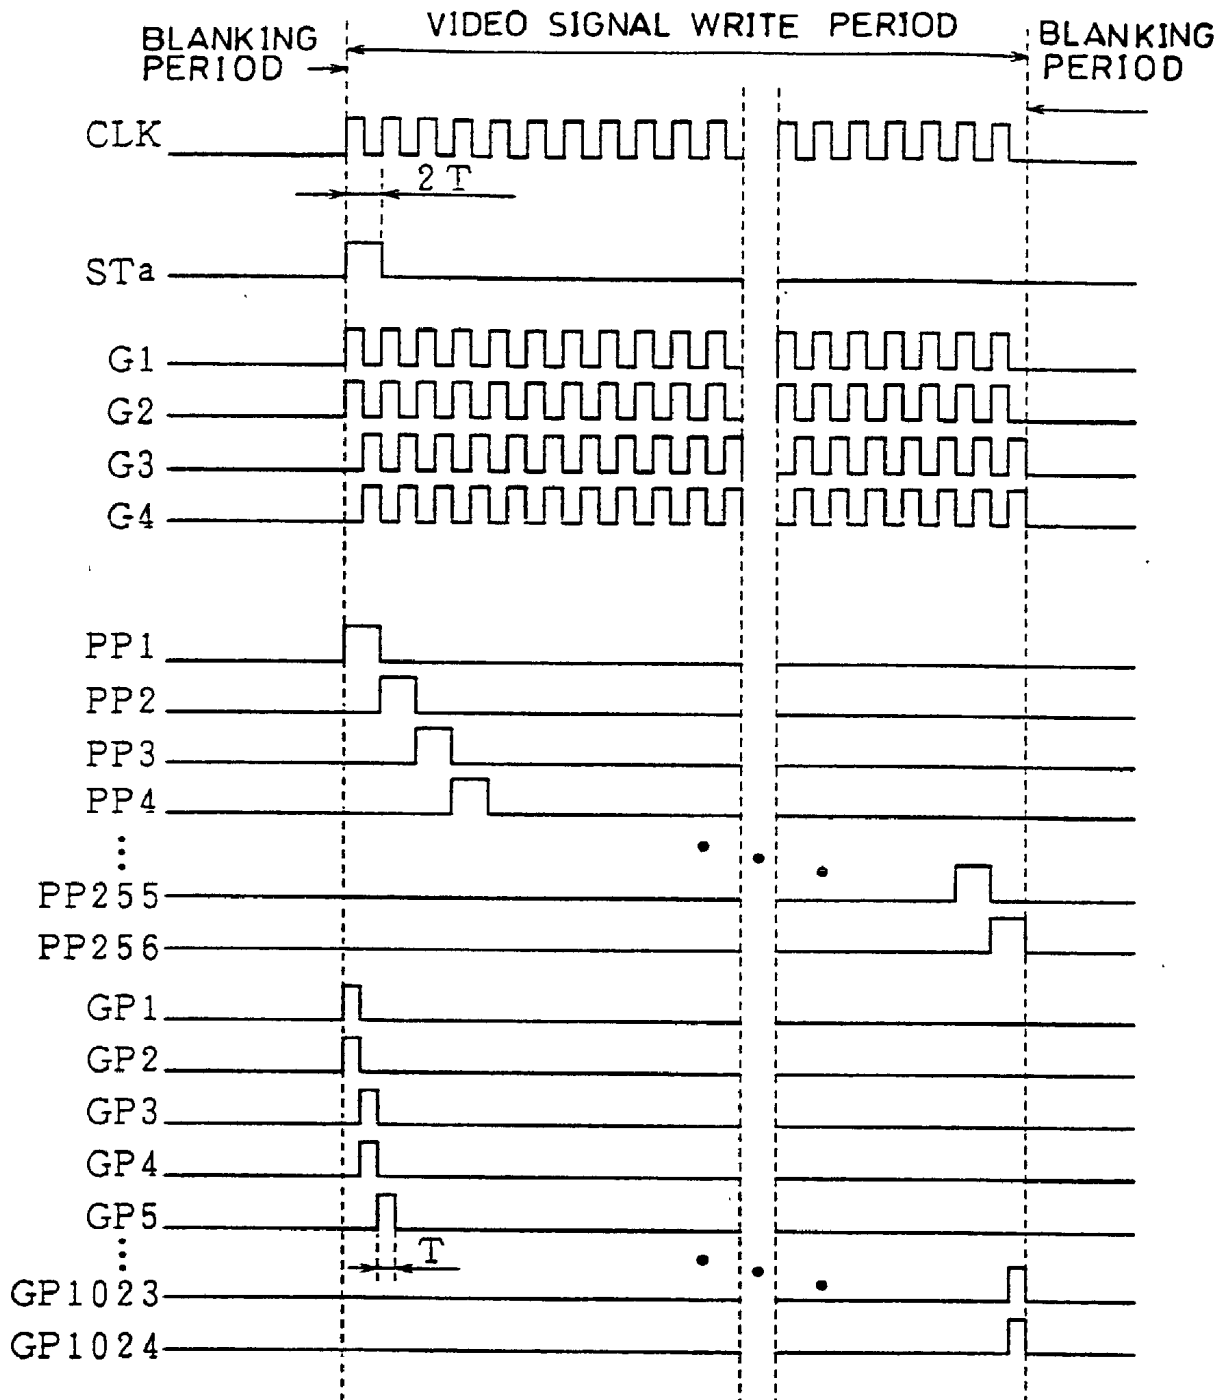 VIDEO SIGNAL WRITE PERIOD
BLANKING
PERIOD
BLANKING
PERIOD
CLK
2T
STa
G1
G2
G3
G4
PP1
PP2
PP3
PP4
PP255
PP256
GP1
GP2
GP3
GP4
GP5
T
GP1023
GP1024